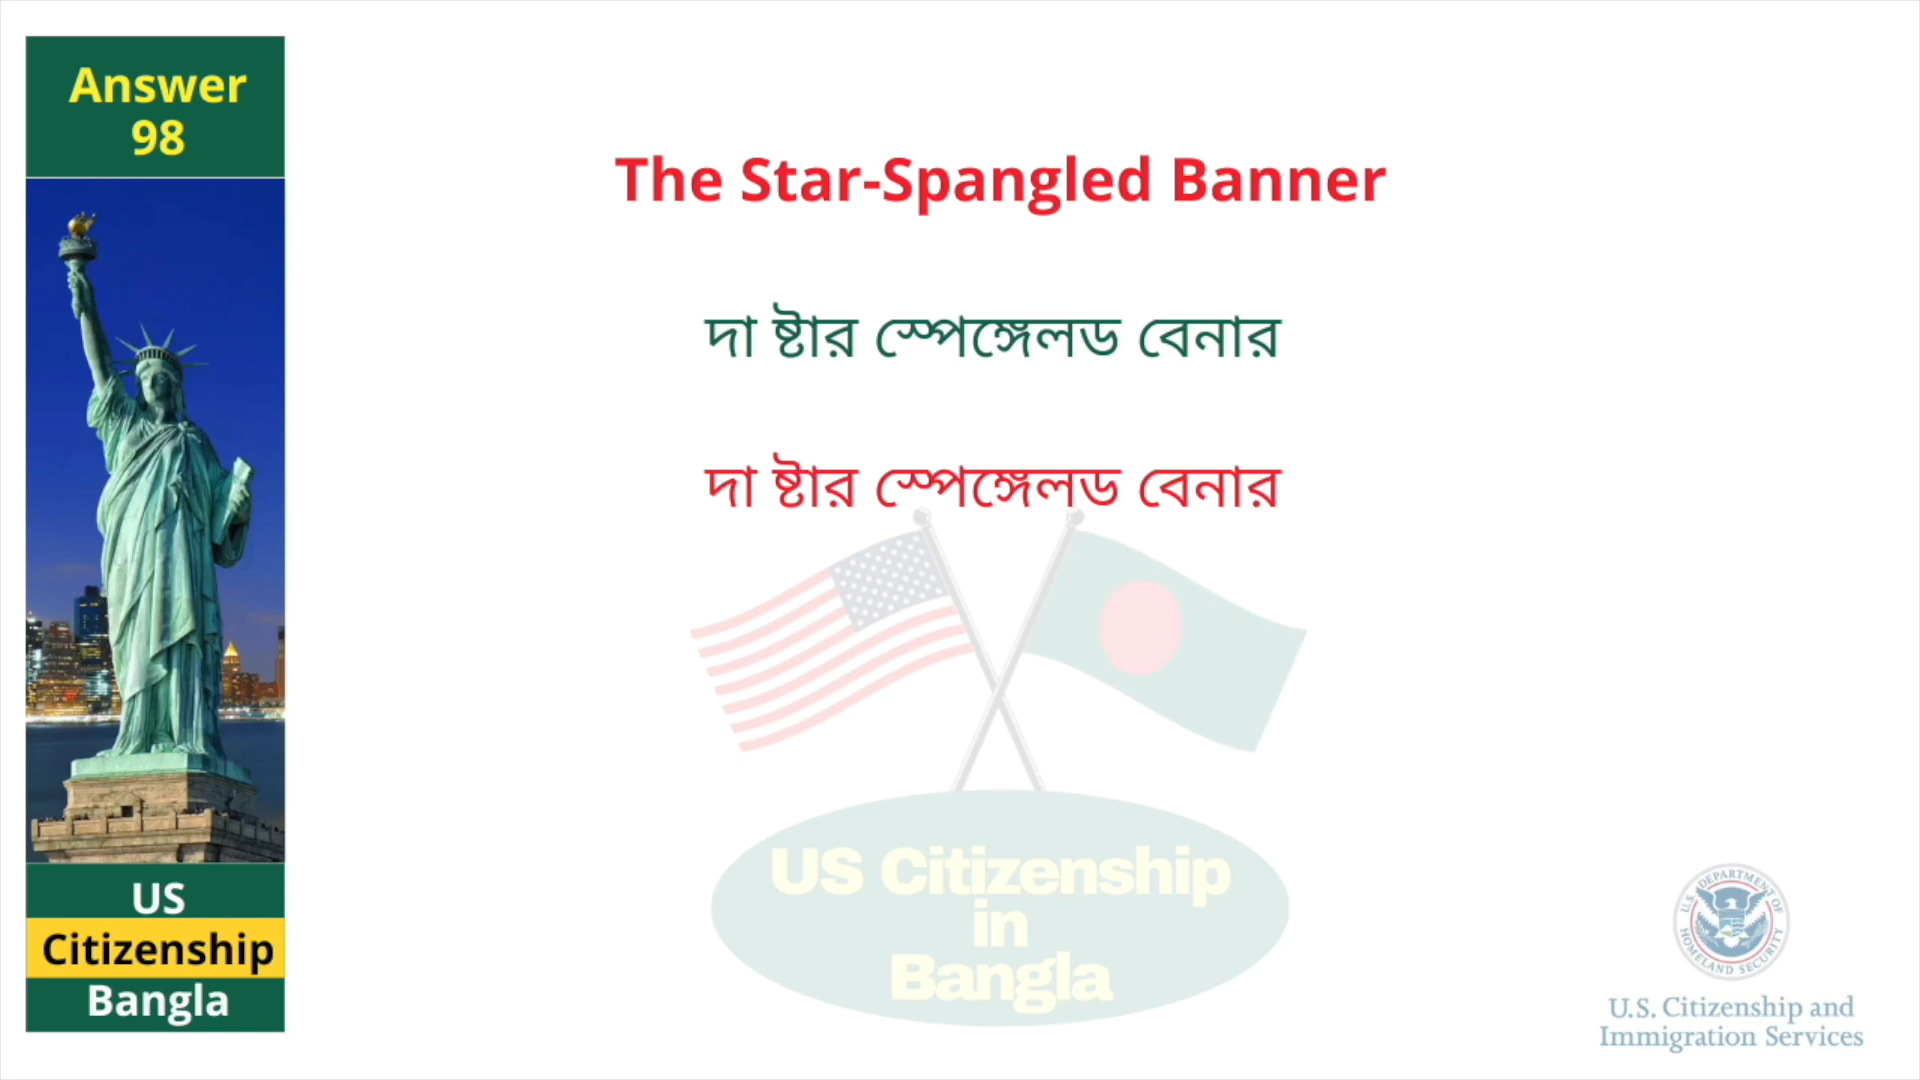 Answer
98
The Star-Spangled Banner
দা ষ্টার স্পেঙ্গেলড বেনার
দা ষ্টার স্পেঙ্গেলড বেনার
US
Citizenship
Bangla
US Citizenship
in
Bangla
U.S. DEPARTMENT OF
HOMELAND SECURITY
U.S. Citizenship and
Immigration Services